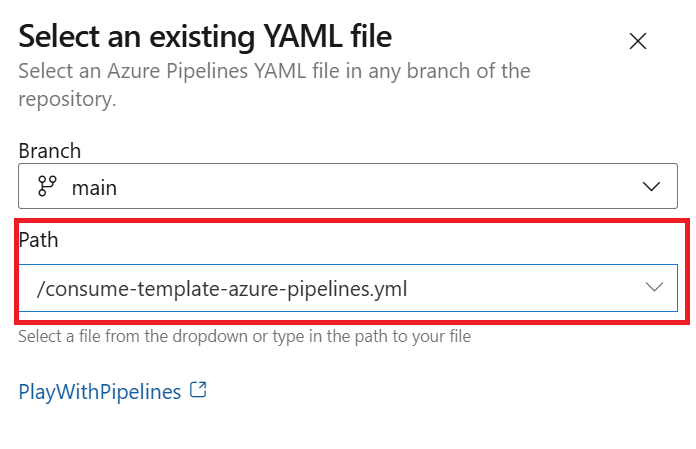 Select an existing YAML file
Select an Azure Pipelines YAML file in any branch of the
repository.
Branch
main
Path
/consume-template-azure-pipelines.yml
Select a file from the dropdown or type in the path to your file
PlayWithPipelines